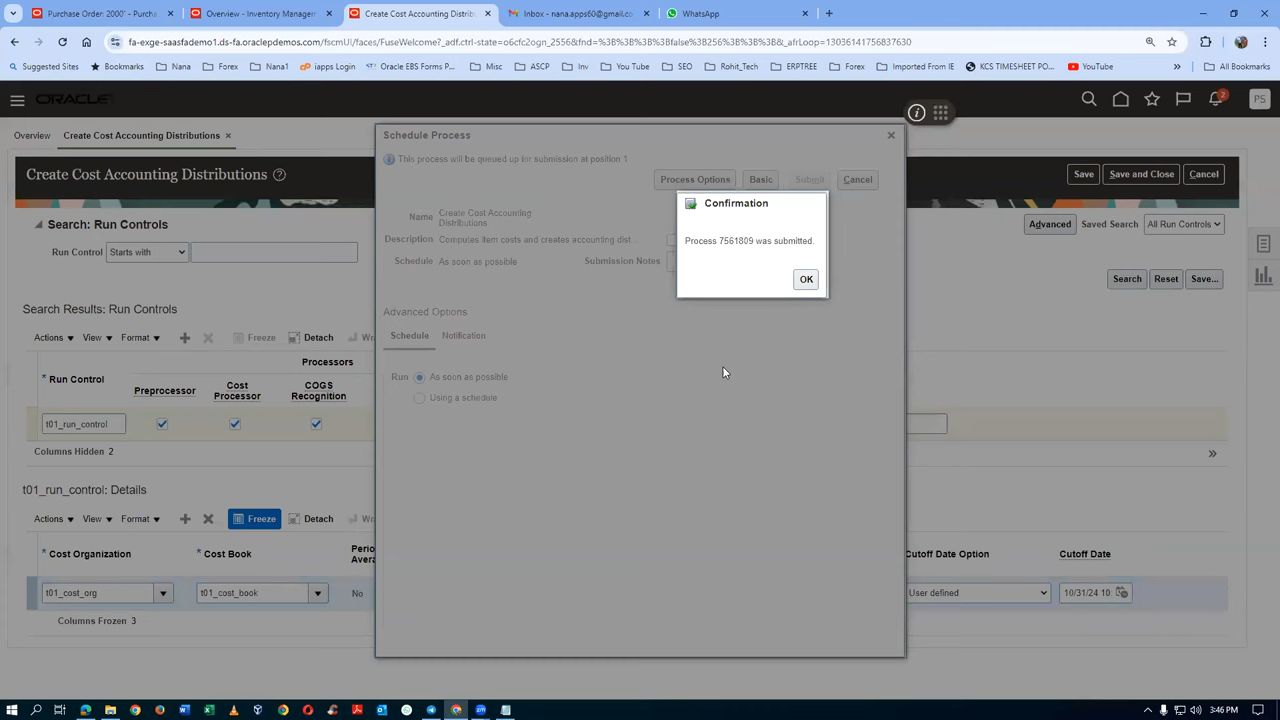 Purchase Order: 2000" - Purcha
Overview - Inventory Managem
Create Cost Accounting Distribu
Inbox - nana.apps60@gmail.co
WhatsApp
fa-exge-saasfademo1.ds-fa.oraclepdemos.com/fscmUI/faces/FuseWelcome?_adf.ctrl-state=o6cfc2ogn_2556&fnd=%3B%3B%3B%3Bfalse%3B256%3B%3B%3B&_afrLoop=13036141756837630
Suggested Sites
Bookmarks
Nana
Forex
Nana1
iapps Login
Oracle EBS Forms P...
Misc
ASCP
Inv
You Tube
SEO
Rohit_Tech
ERPTREE
Forex
Imported From IE
KCS TIMESHEET PO...
YouTube
All Bookmarks
ORACLE
2
PS
Overview
Create Cost Accounting Distributions
Create Cost Accounting Distributions
Save
Save and Close
Cancel
Search: Run Controls
Advanced
Saved Search
All Run Controls
Run Control
Starts with
Search
Reset
Save...
Search Results: Run Controls
Actions
View
Format
Freeze
Detach
Processors
* Run Control
Preprocessor
Cost Processor
COGS Recognition
t01_run_control
Columns Hidden 2
t01_run_control: Details
Actions
View
Format
Freeze
Detach
* Cost Organization
* Cost Book
Cutoff Date Option
Cutoff Date
t01_cost_org
t01_cost_book
No
User defined
10/31/24 10:
Columns Frozen 3
Schedule Process
This process will be queued up for submission at position 1
Process Options
Basic
Submit
Cancel
Name
Create Cost Accounting
Distributions
Description
Computes item costs and creates accounting dist...
Schedule
As soon as possible
Submission Notes
Advanced Options
Schedule
Notification
Run
As soon as possible
Using a schedule
Confirmation
Process 7561809 was submitted.
OK
3:46 PM